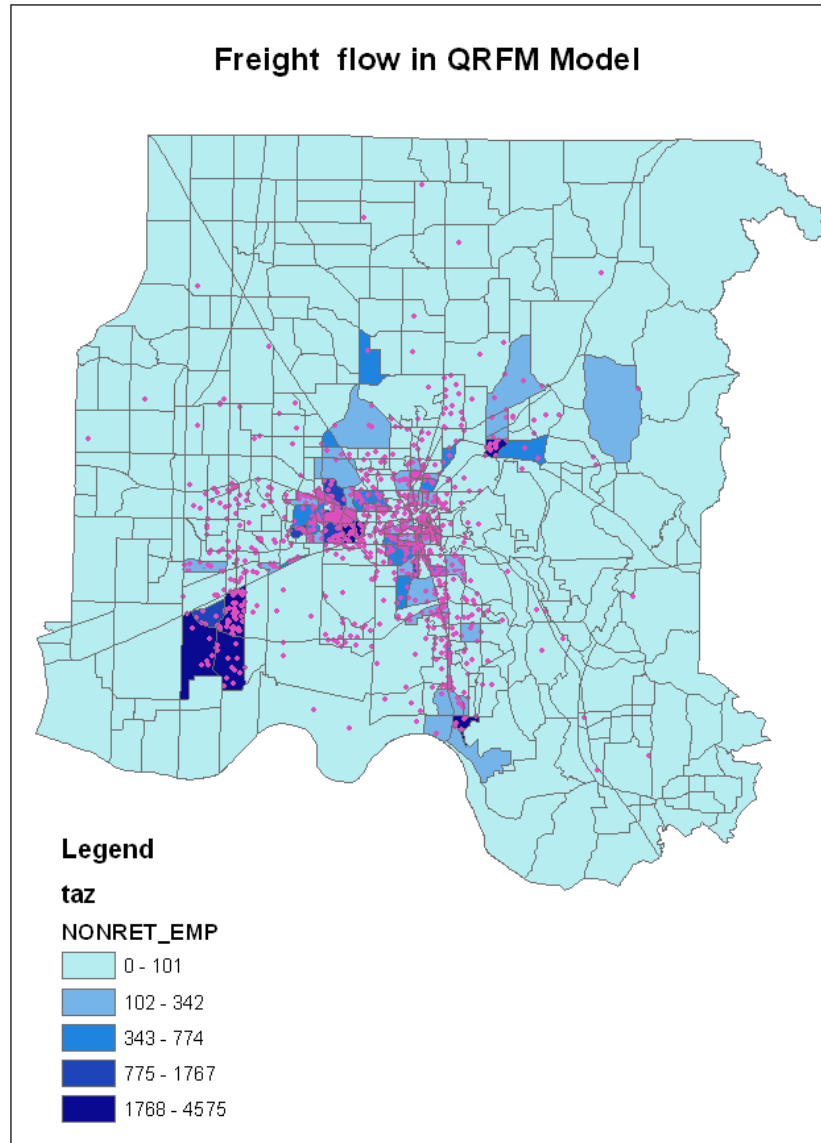 Freight flow in QRFM Model
Legend
taz
NONRET_EMP
0 - 101
102 - 342
343 - 774
775 - 1767
1768 - 4575